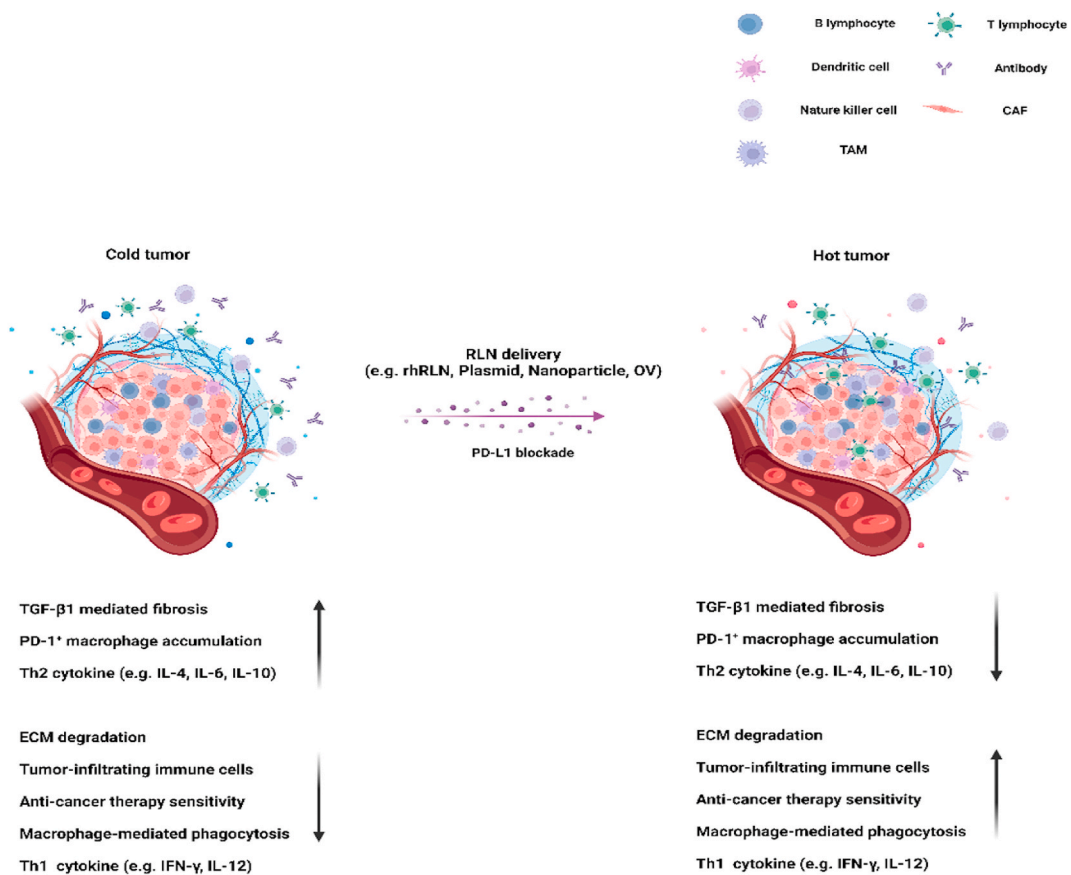 B lymphocyte
T lymphocyte
Dendritic cell
Antibody
Nature killer cell
CAF
TAM
Cold tumor
Hot tumor
RLN delivery
(e.g. rhRLN, Plasmid, Nanoparticle, OV)
PD-L1 blockade
TGF-β1 mediated fibrosis
PD-1⁺ macrophage accumulation
Th2 cytokine (e.g. IL-4, IL-6, IL-10)
ECM degradation
Tumor-infiltrating immune cells
Anti-cancer therapy sensitivity
Macrophage-mediated phagocytosis
Th1 cytokine (e.g. IFN-γ, IL-12)
TGF-β1 mediated fibrosis
PD-1⁺ macrophage accumulation
Th2 cytokine (e.g. IL-4, IL-6, IL-10)
ECM degradation
Tumor-infiltrating immune cells
Anti-cancer therapy sensitivity
Macrophage-mediated phagocytosis
Th1 cytokine (e.g. IFN-γ, IL-12)